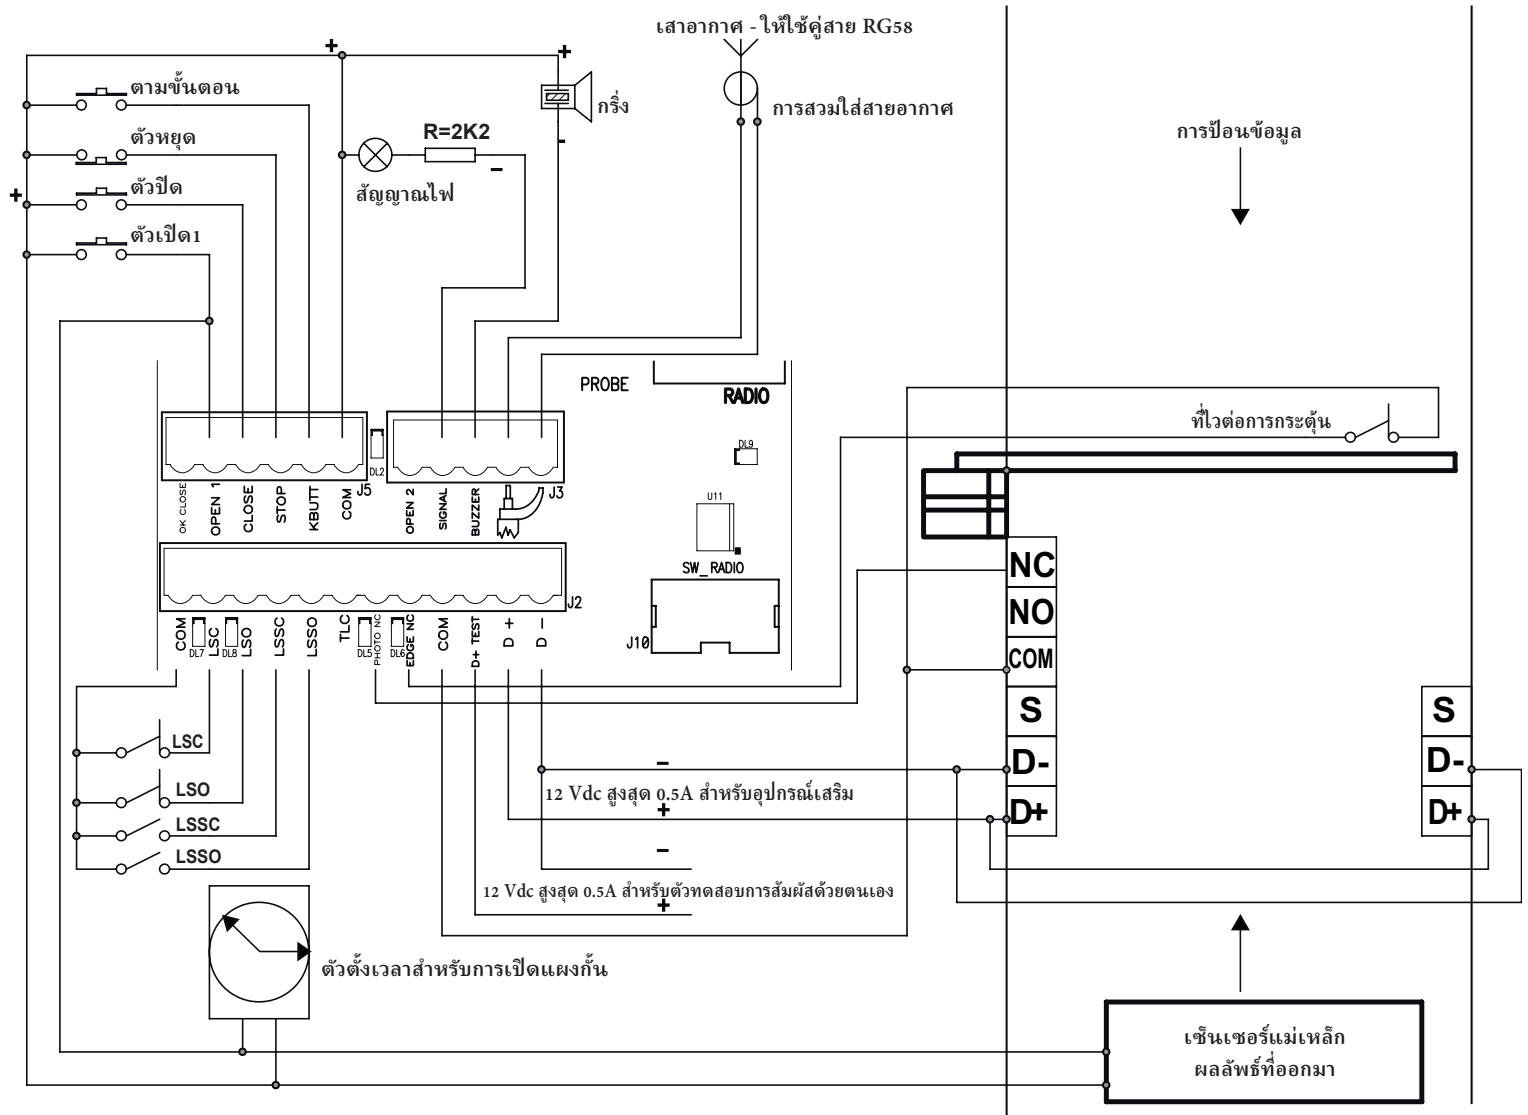 เสาอากาศ - ให้ใช้คู่สาย RG58
+
+
ตามขั้นตอน
กริ่ง
การสวมใส่สายอากาศ
ตัวหยุด
R=2K2
-
การป้อนข้อมูล
–
ตัวปิด
+
สัญญาณไฟ
ตัวเปิด1
PROBE
RADIO
ที่ไวต่อการกระตุ้น
DL9
DL2
J5
J3
OK CLOSE
OPEN 1
CLOSE
STOP
KBUTT
COM
OPEN 2
SIGNAL
BUZZER
U11
SW_RADIO
NC
J2
NO
COM
DL7
LSC
DL8
LSO
LSSC
LSSO
TLC
DL5
PHOTO NC
DL6
EDGE NC
COM
D+ TEST
D +
D –
J10
COM
S
S
LSC
–
D-
D-
LSO
12 Vdc สูงสุด 0.5A สำหรับอุปกรณ์เสริม
+
D+
D+
LSSC
–
LSSO
12 Vdc สูงสุด 0.5A สำหรับตัวทดสอบการสัมผัสด้วยตนเอง
+
ตัวตั้งเวลาสำหรับการเปิดแผงกั้น
เซ็นเซอร์แม่เหล็ก
ผลลัพธ์ที่ออกมา